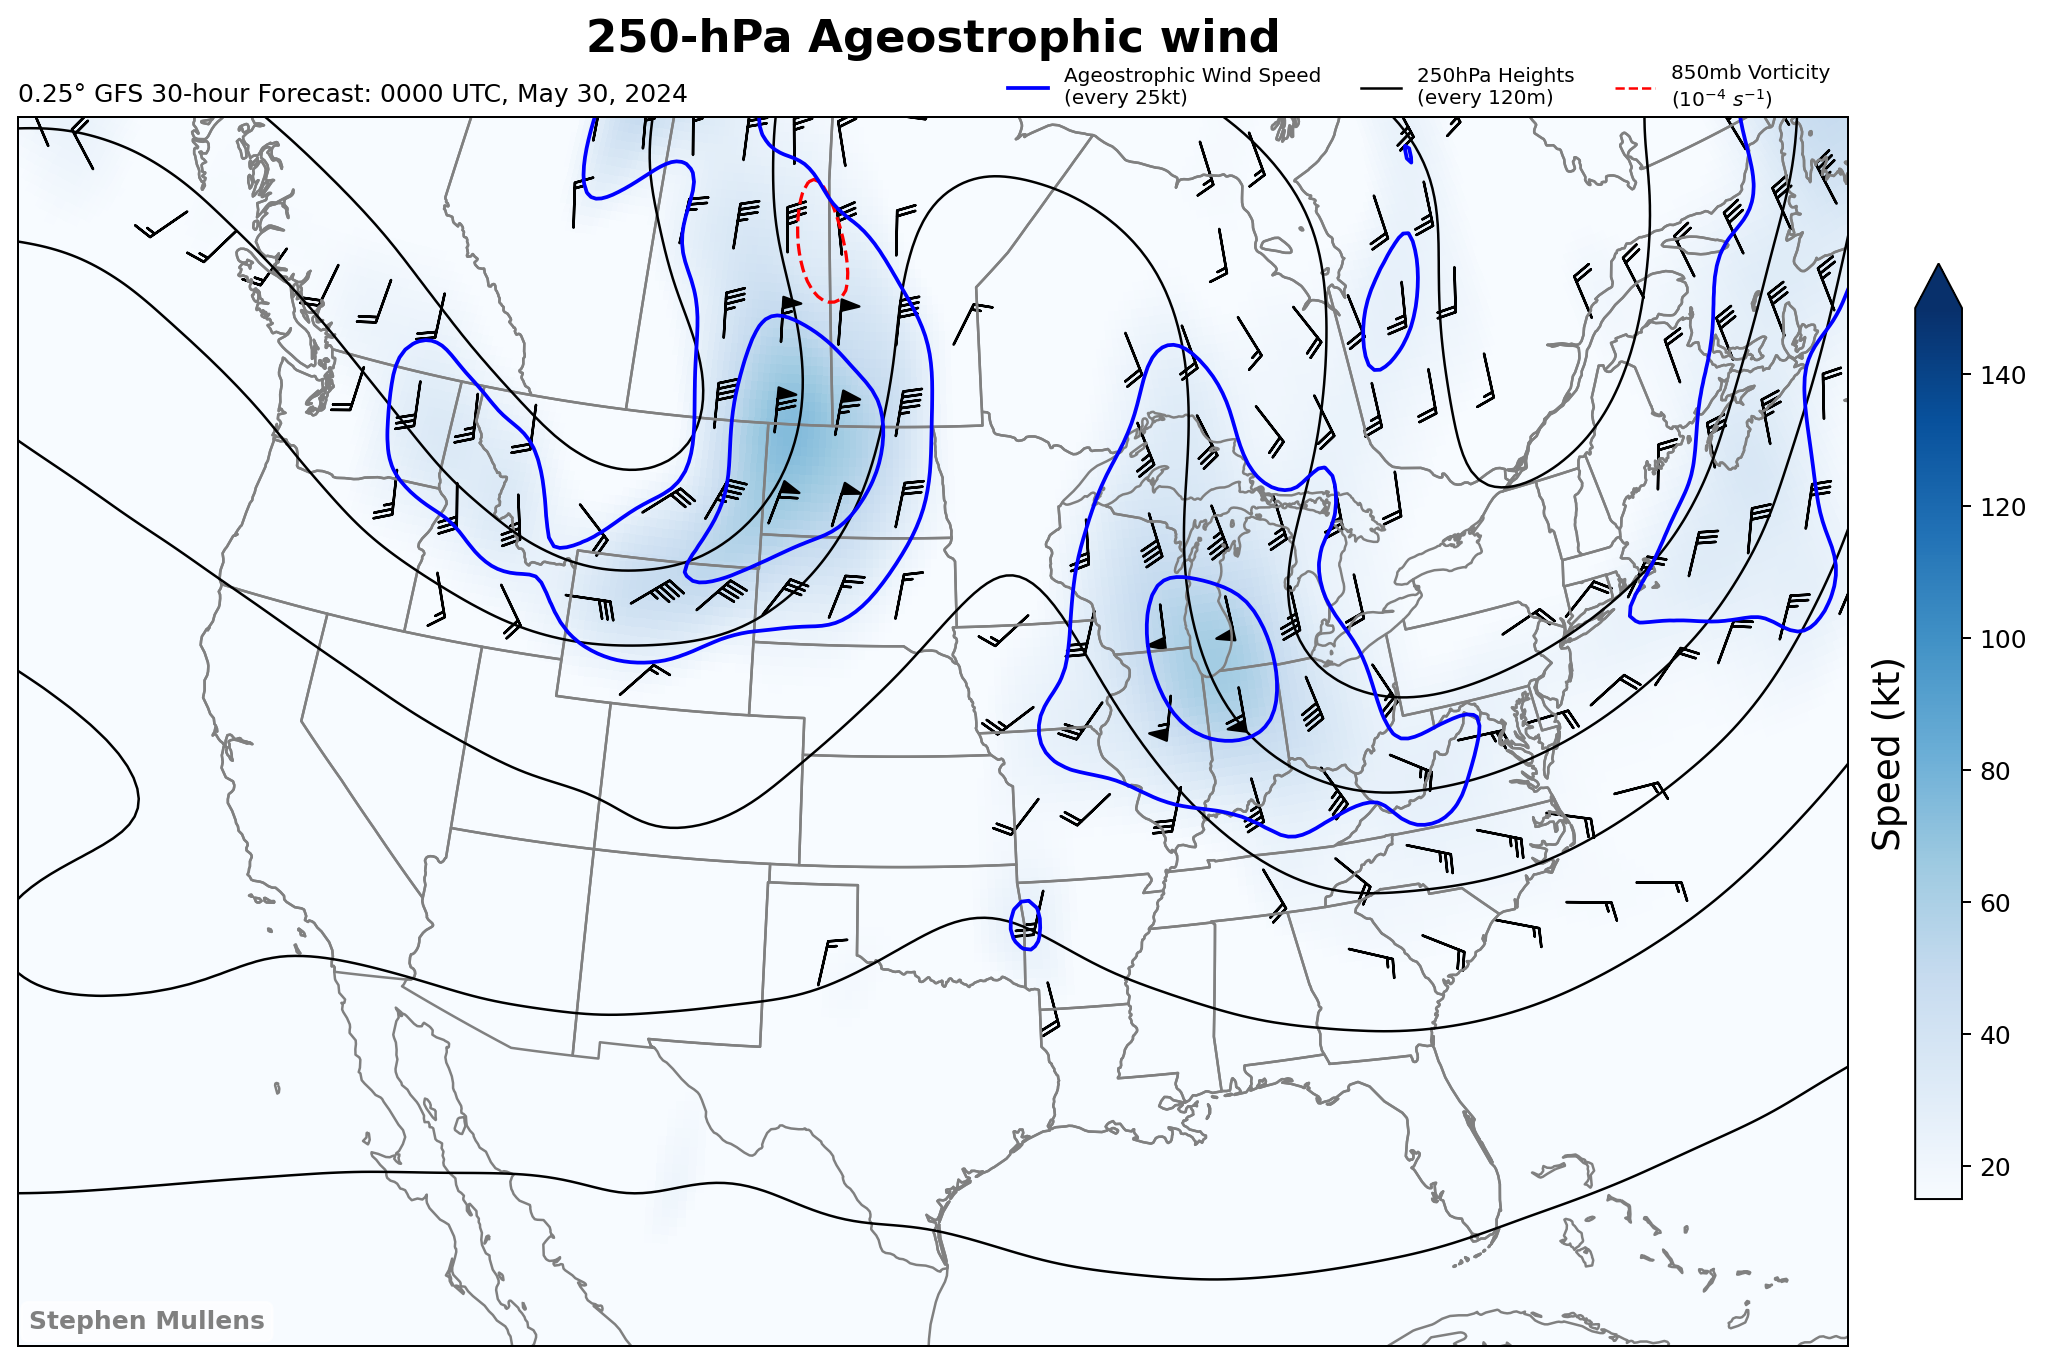 250-hPa Ageostrophic wind
0.25° GFS 30-hour Forecast: 0000 UTC, May 30, 2024
Ageostrophic Wind Speed
(every 25kt)
250hPa Heights
(every 120m)
850mb Vorticity
(10⁻⁴ s⁻¹)
140
120
100
80
60
40
20
Speed (kt)
Stephen Mullens